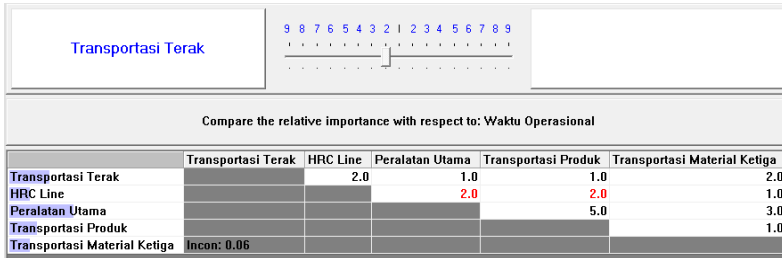 9 8 7 6 5 4 3 2 1 2 3 4 5 6 7 8 9
Transportasi Terak
Compare the relative importance with respect to: Waktu Operasional
Transportasi Terak HRC Line Peralatan Utama Transportasi Produk Transportasi Material Ketiga
Transportasi Terak 2.0 1.0 1.0 2.0
HRC Line 2.0 2.0 1.0
Peralatan Utama 5.0 3.0
Transportasi Produk 1.0
Transportasi Material Ketiga Incon: 0.06